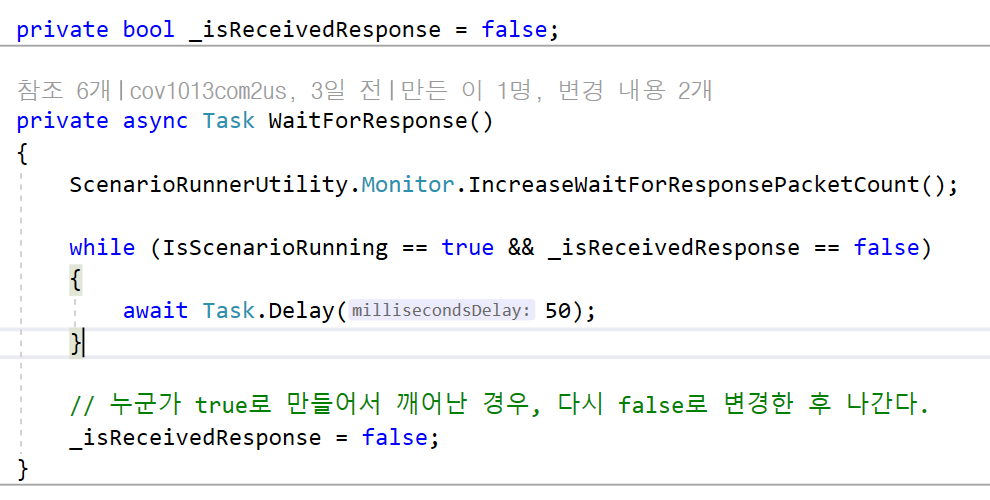 private bool _isReceivedResponse = false;
참조 6개|cov1013com2us, 3일 전|만든 이 1명, 변경 내용 2개
private async Task WaitForResponse()
{
ScenarioRunnerUtility.Monitor.IncreaseWaitForResponsePacketCount();
while (IsScenarioRunning == true && _isReceivedResponse == false)
{
await Task.Delay(millisecondsDelay: 50);
}
// 누군가 true로 만들어서 깨어난 경우, 다시 false로 변경한 후 나간다.
_isReceivedResponse = false;
}